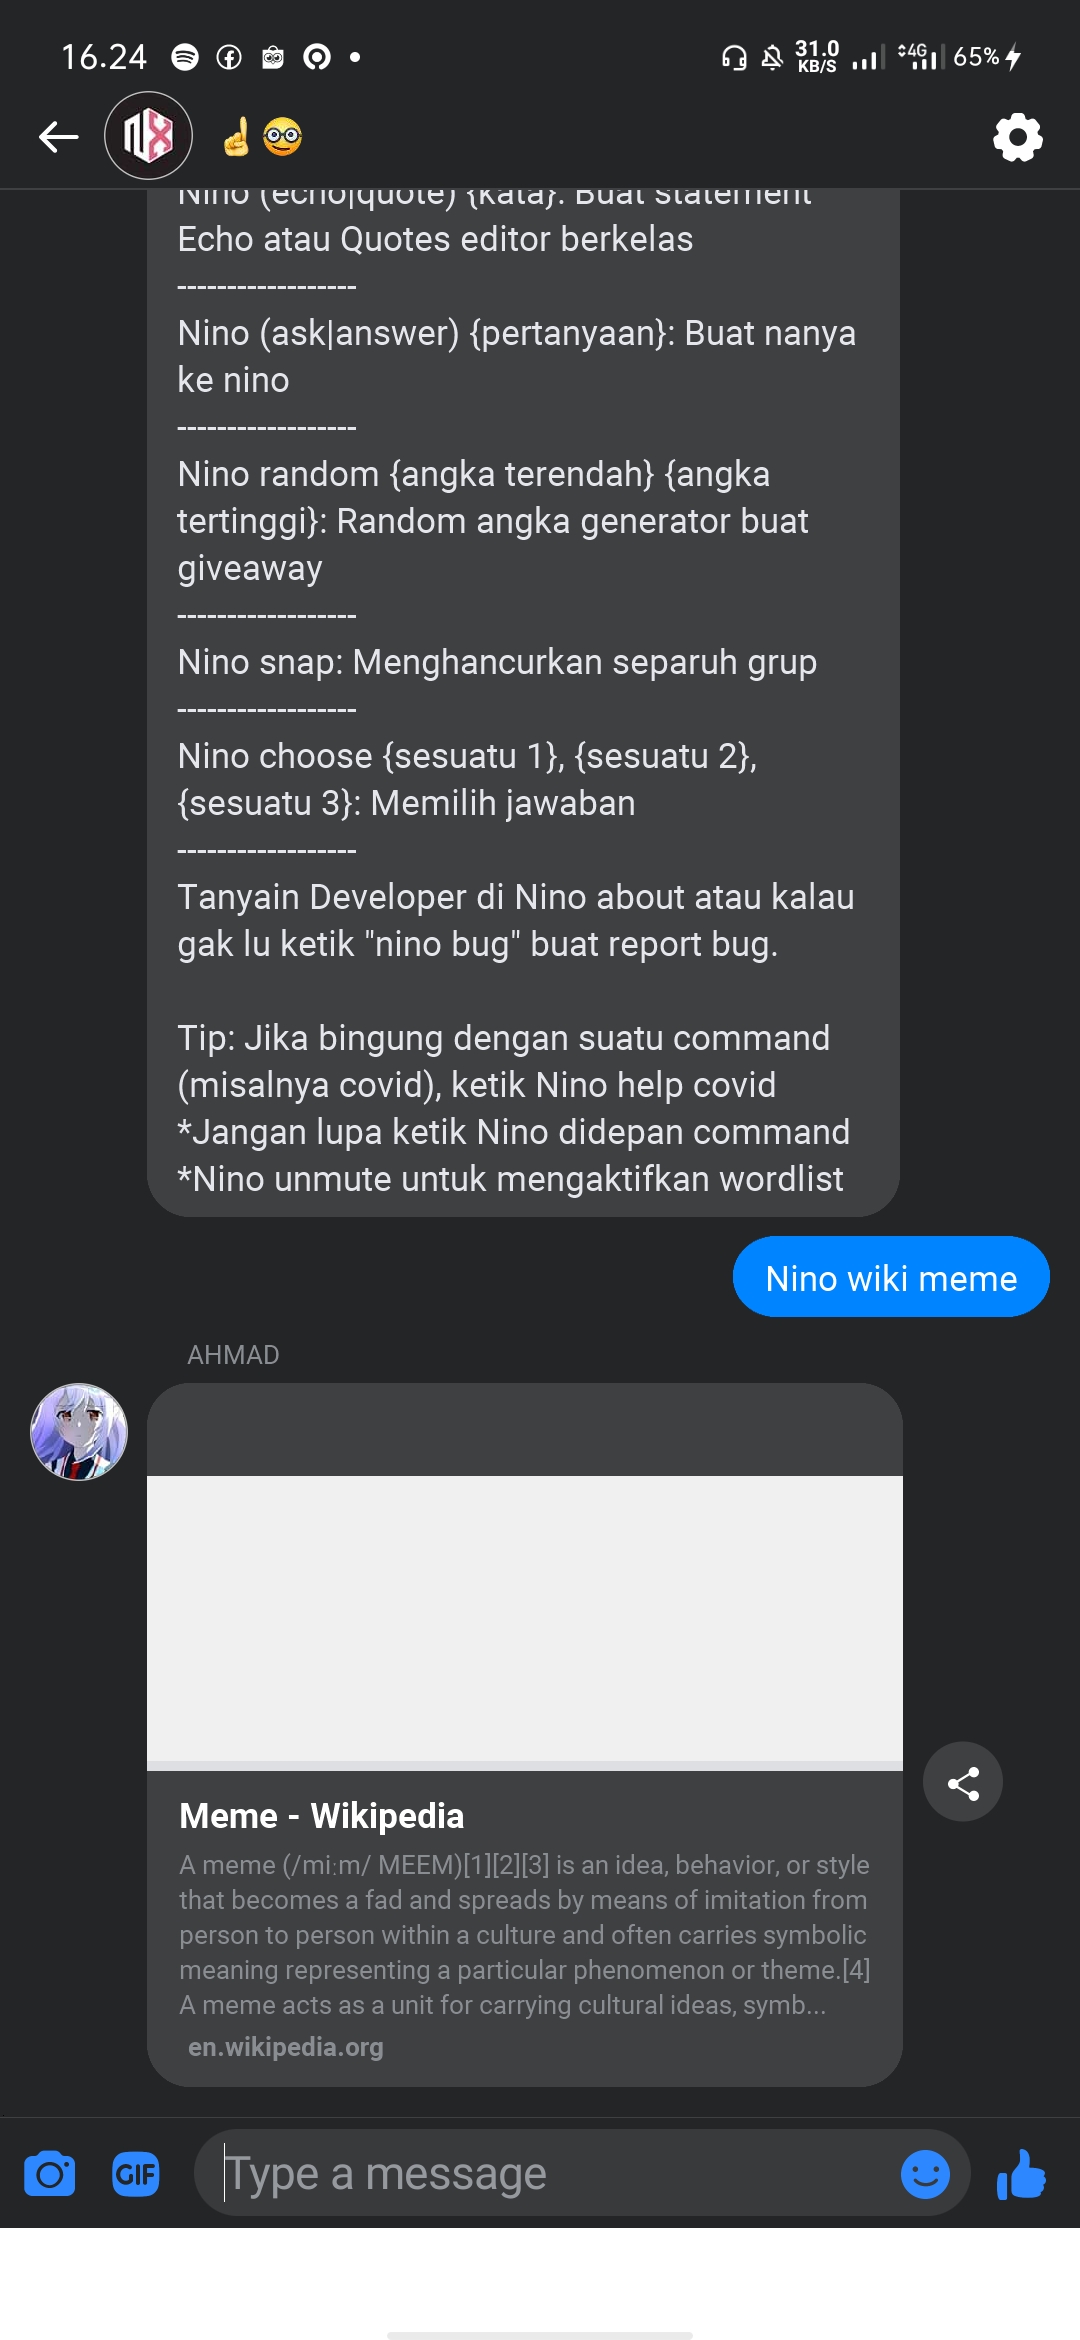 16.24
31.0
KB/S
4G
65%
Nino (echo|quote) {kata}: Buat statement
Echo atau Quotes editor berkelas
------------------
Nino (ask|answer) {pertanyaan}: Buat nanya
ke nino
------------------
Nino random {angka terendah} {angka
tertinggi}: Random angka generator buat
giveaway
------------------
Nino snap: Menghancurkan separuh grup
------------------
Nino choose {sesuatu 1}, {sesuatu 2},
{sesuatu 3}: Memilih jawaban
------------------
Tanyain Developer di Nino about atau kalau
gak lu ketik "nino bug" buat report bug.
Tip: Jika bingung dengan suatu command
(misalnya covid), ketik Nino help covid
*Jangan lupa ketik Nino didepan command
*Nino unmute untuk mengaktifkan wordlist
Nino wiki meme
AHMAD
Meme - Wikipedia
A meme (/miːm/ MEEM)[1][2][3] is an idea, behavior, or style
that becomes a fad and spreads by means of imitation from
person to person within a culture and often carries symbolic
meaning representing a particular phenomenon or theme.[4]
A meme acts as a unit for carrying cultural ideas, symb...
en.wikipedia.org
GIF
Type a message